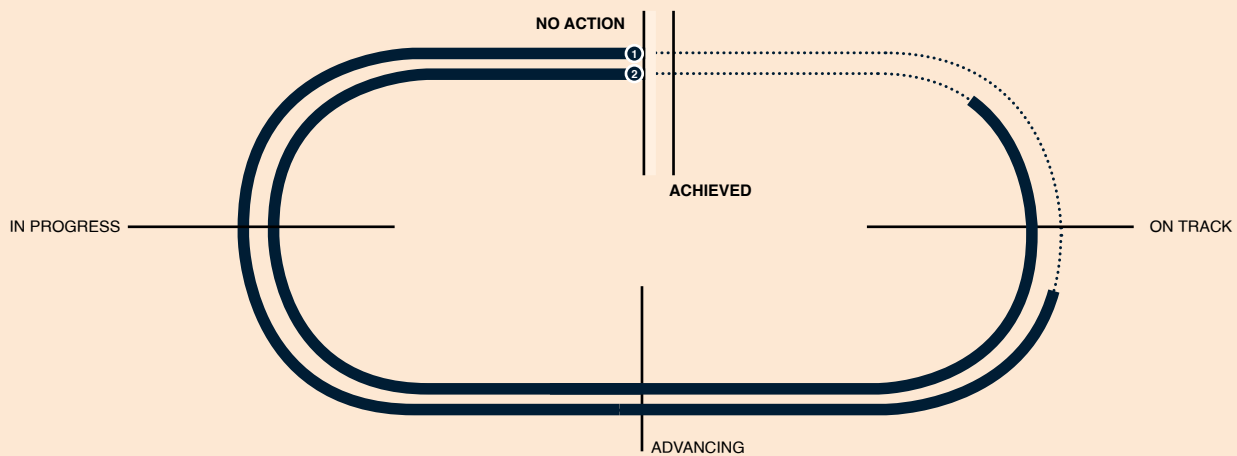 NO ACTION
1
2
ACHIEVED
IN PROGRESS
ON TRACK
ADVANCING